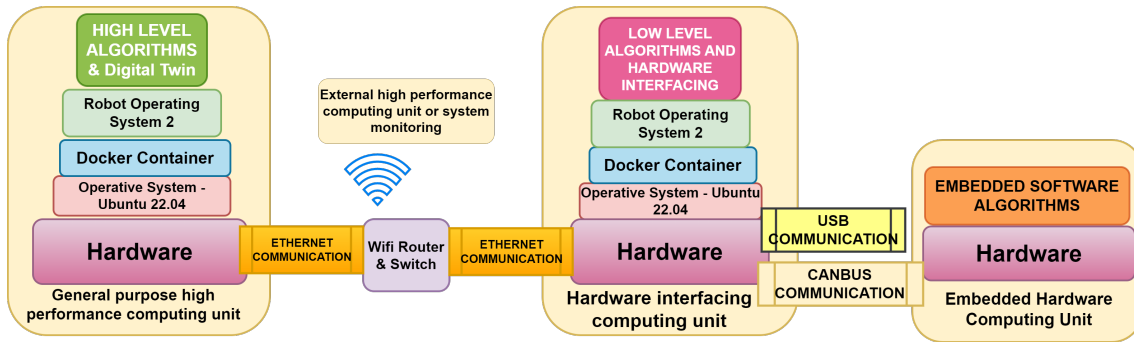 HIGH LEVEL
ALGORITHMS
& Digital Twin
Robot Operating
System 2
Docker Container
Operative System -
Ubuntu 22.04
Hardware
General purpose high
performance computing unit
ETHERNET
COMMUNICATION
External high performance
computing unit or system
monitoring
Wifi Router
& Switch
ETHERNET
COMMUNICATION
LOW LEVEL
ALGORITHMS AND
HARDWARE
INTERFACING
Robot Operating
System 2
Docker Container
Operative System - Ubuntu
22.04
Hardware
Hardware interfacing
computing unit
USB
COMMUNICATION
CANBUS
COMMUNICATION
EMBEDDED SOFTWARE
ALGORITHMS
Hardware
Embedded Hardware
Computing Unit